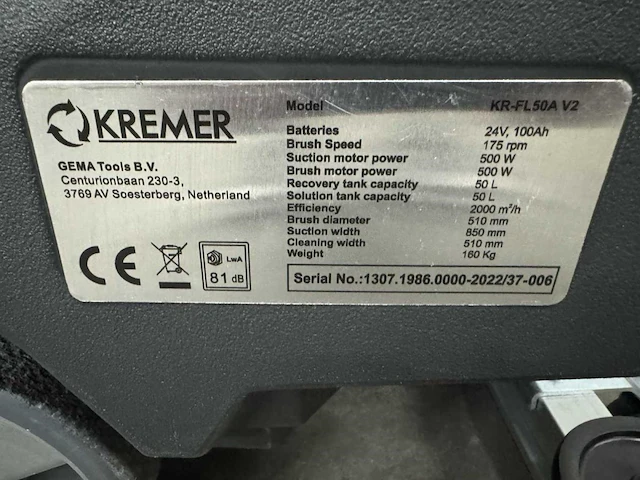 KREMER
GEMA Tools B.V.
Centurionbaan 230-3,
3769 AV Soesterberg, Netherland
CE
LwA
81 dB
Model KR-FL50A V2
Batteries 24V, 100Ah
Brush Speed 175 rpm
Suction motor power 500 W
Brush motor power 500 W
Recovery tank capacity 50 L
Solution tank capacity 50 L
Efficiency 2000 m²/h
Brush diameter 510 mm
Suction width 850 mm
Cleaning width 510 mm
Weight 160 Kg
Serial No.:1307.1986.0000-2022/37-006